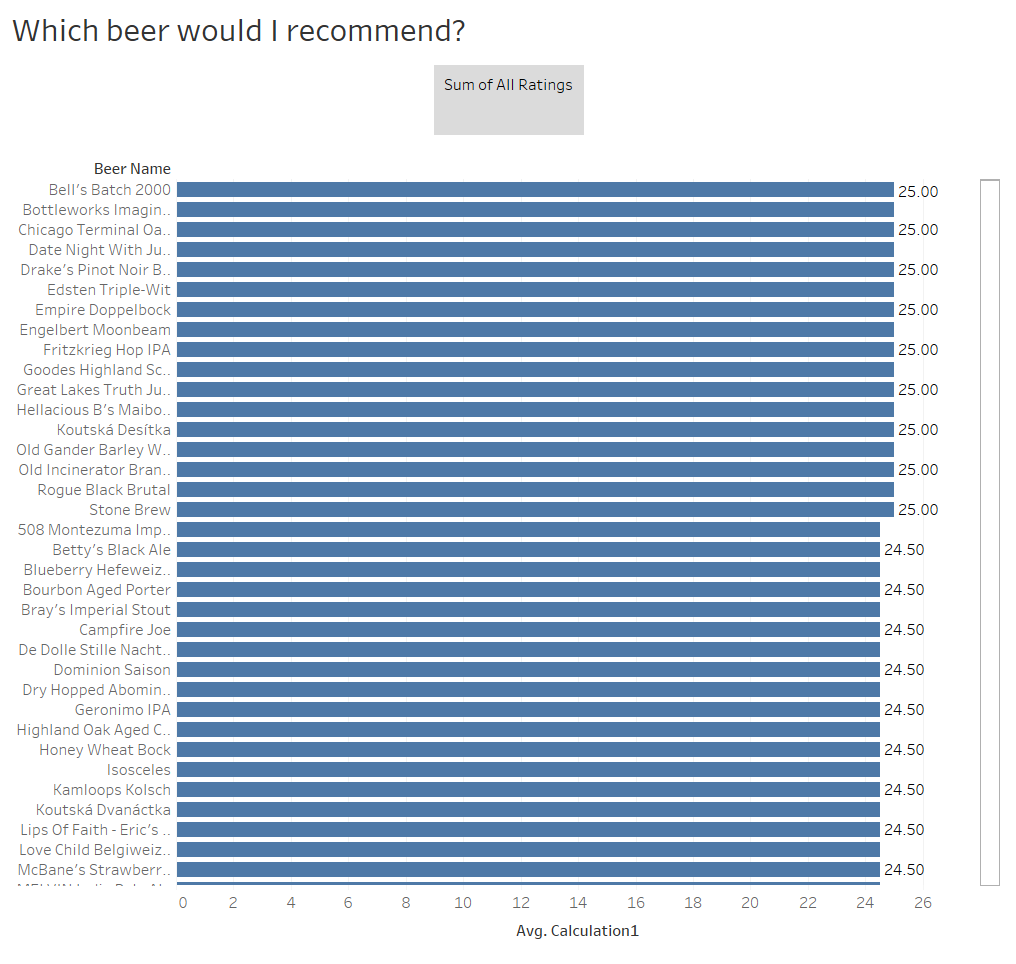 Which beer would I recommend?
Sum of All Ratings
Beer Name
Bell's Batch 2000 25.00
Bottleworks Imagin..
Chicago Terminal Oa.. 25.00
Date Night With Ju..
Drake's Pinot Noir B.. 25.00
Edsten Triple-Wit
Empire Doppelbock 25.00
Engelbert Moonbeam
Fritzkrieg Hop IPA 25.00
Goodes Highland Sc..
Great Lakes Truth Ju.. 25.00
Hellacious B's Maibo..
Koutská Desítka 25.00
Old Gander Barley W..
Old Incinerator Bran.. 25.00
Rogue Black Brutal
Stone Brew 25.00
508 Montezuma Imp..
Betty's Black Ale 24.50
Blueberry Hefeweiz..
Bourbon Aged Porter 24.50
Bray's Imperial Stout
Campfire Joe 24.50
De Dolle Stille Nacht..
Dominion Saison 24.50
Dry Hopped Abomin..
Geronimo IPA 24.50
Highland Oak Aged C..
Honey Wheat Bock 24.50
Isosceles
Kamloops Kolsch 24.50
Koutská Dvanáctka
Lips Of Faith - Eric's .. 24.50
Love Child Belgiweiz..
McBane's Strawberr.. 24.50
0 2 4 6 8 10 12 14 16 18 20 22 24 26
Avg. Calculation1